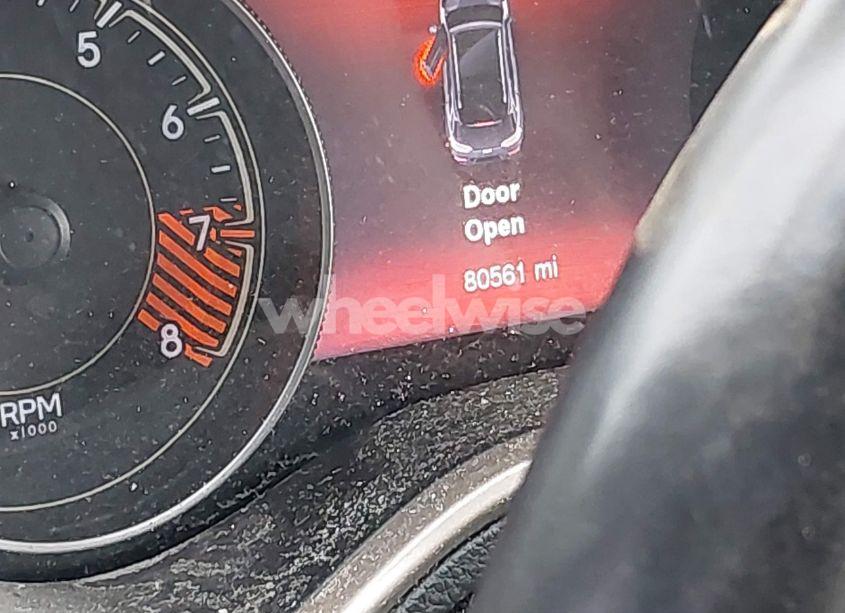 5
6
7
8
RPM
x1000
Door
Open
80561 mi
wheelwise